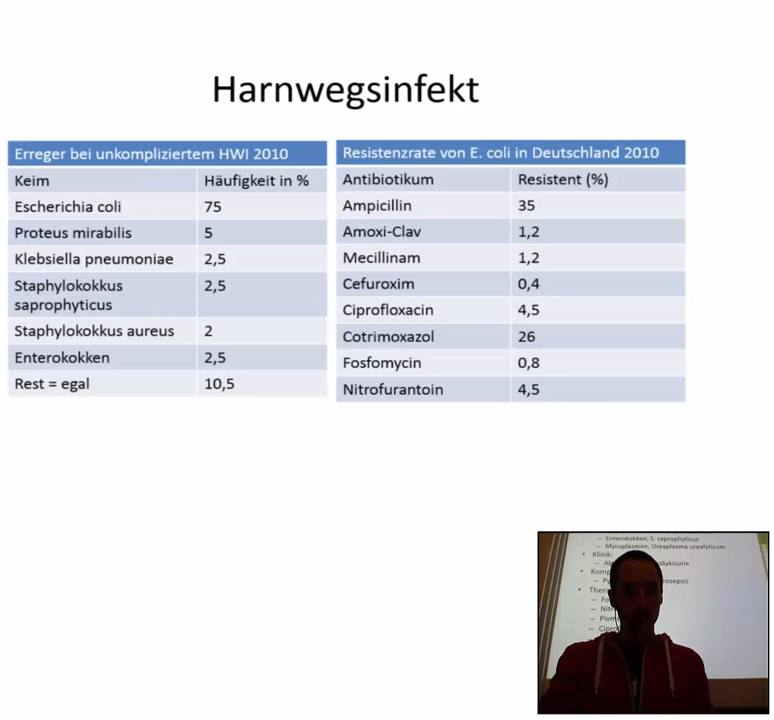 Harnwegsinfekt
Erreger bei unkompliziertem HWI 2010
Keim Häufigkeit in %
Escherichia coli 75
Proteus mirabilis 5
Klebsiella pneumoniae 2,5
Staphylokokkus saprophyticus 2,5
Staphylokokkus aureus 2
Enterokokken 2,5
Rest = egal 10,5
Resistenzrate von E. coli in Deutschland 2010
Antibiotikum Resistent (%)
Ampicillin 35
Amoxi-Clav 1,2
Mecillinam 1,2
Cefuroxim 0,4
Ciprofloxacin 4,5
Cotrimoxazol 26
Fosfomycin 0,8
Nitrofurantoin 4,5
– Enterokokken, S. saprophyticus
– Mycoplasmen, Ureaplasma urealyticum
• Klinik: